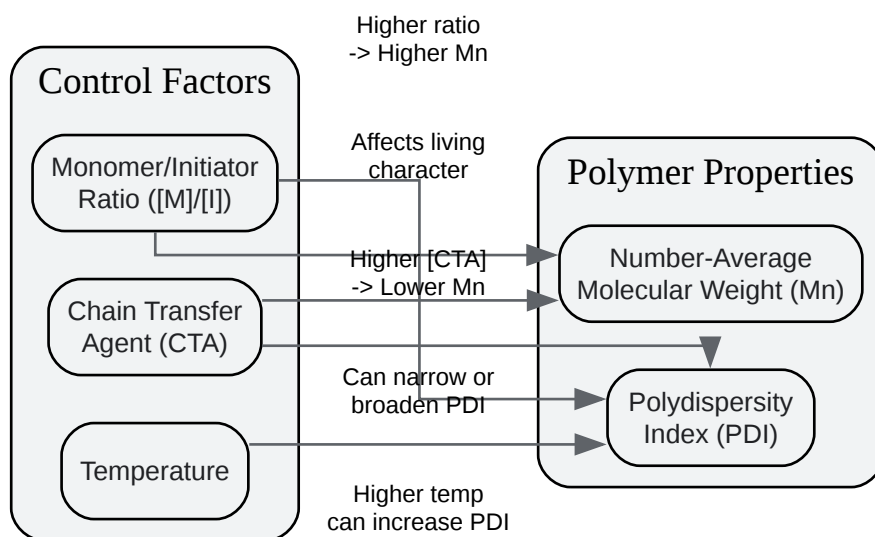 Higher ratio
-> Higher Mn
Control Factors
Monomer/Initiator
Ratio ([M]/[I])
Affects living
character
Polymer Properties
Number-Average
Molecular Weight (Mn)
Higher [CTA]
-> Lower Mn
Chain Transfer
Agent (CTA)
Can narrow or
broaden PDI
Polydispersity
Index (PDI)
Temperature
Higher temp
can increase PDI